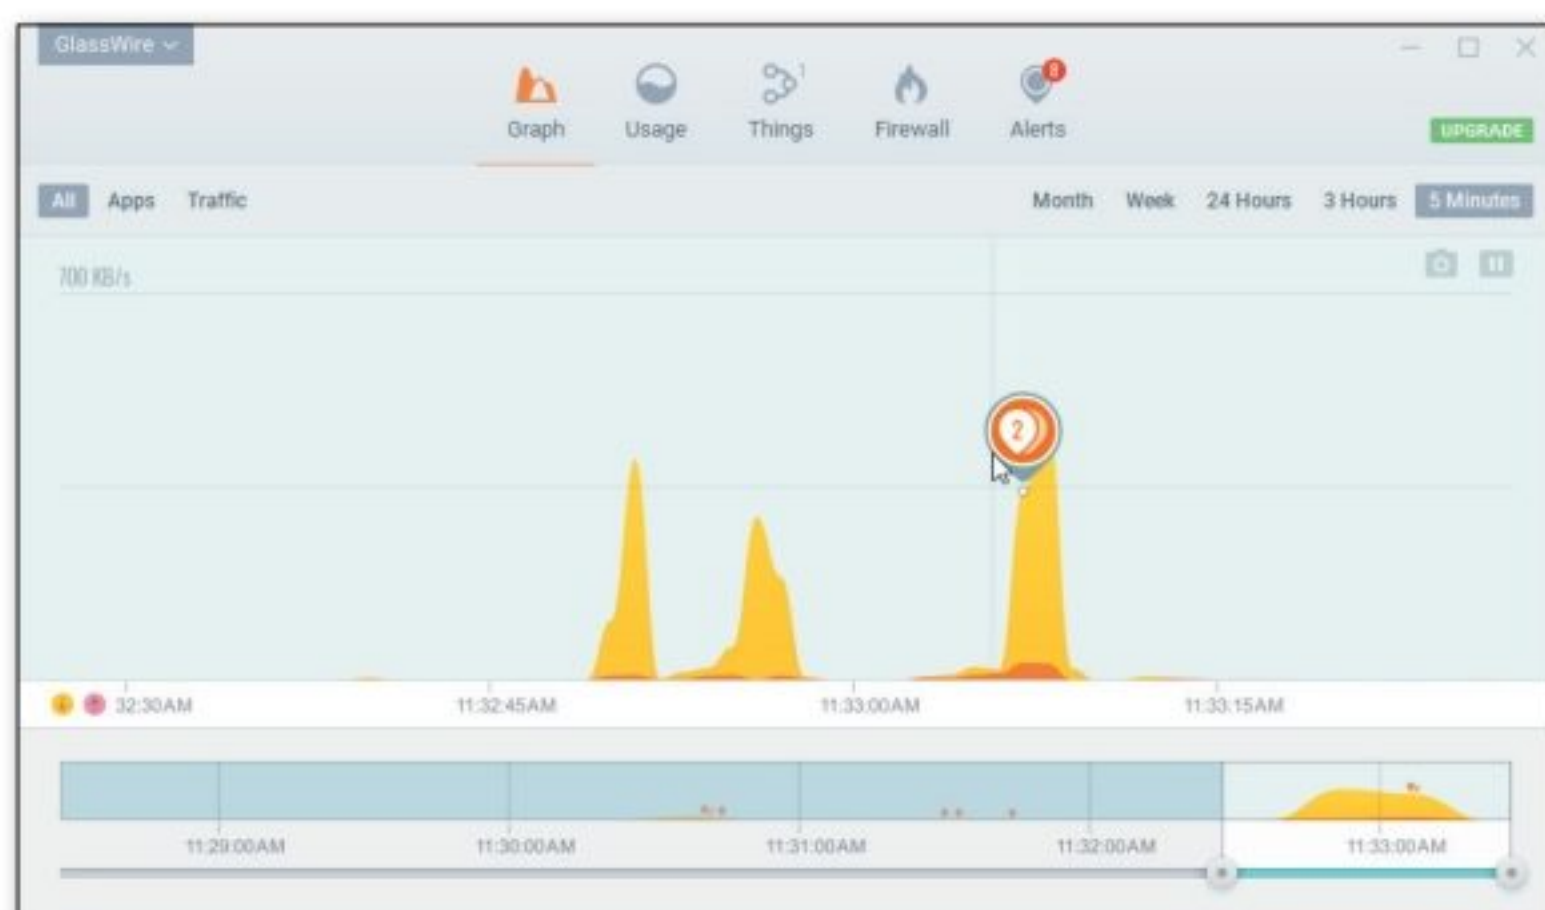 GlassWire
1
8
Graph Usage Things Firewall Alerts
UPGRADE
All Apps Traffic Month Week 24 Hours 3 Hours 5 Minutes
700 KB/s
2
32:30AM 11:32:45AM 11:33:00AM 11:33:15AM
11:29:00AM 11:30:00AM 11:31:00AM 11:32:00AM 11:33:00AM